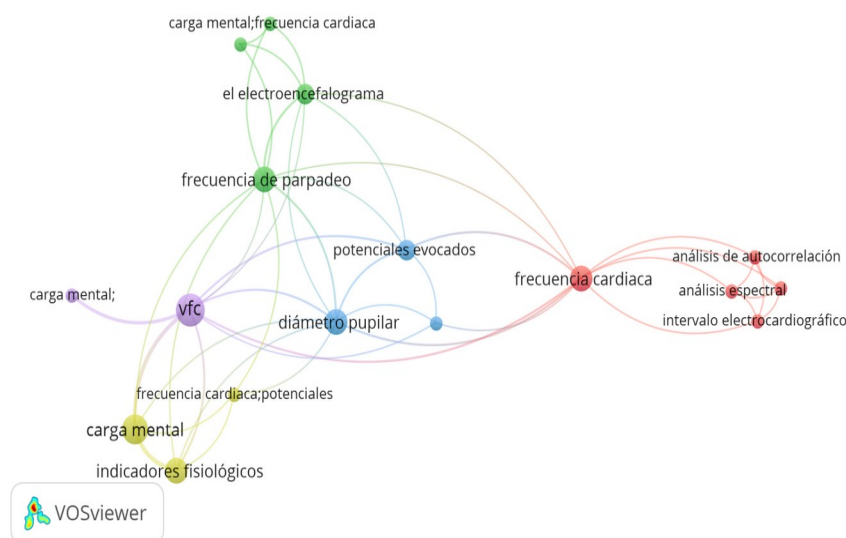 carga mental;frecuencia cardiaca
el electroencefalograma
frecuencia de parpadeo
potenciales evocados
análisis de autocorrelación
frecuencia cardiaca
análisis espectral
carga mental;
vfc
diámetro pupilar
intervalo electrocardiográfico
frecuencia cardiaca;potenciales
carga mental
indicadores fisiológicos
VOSviewer